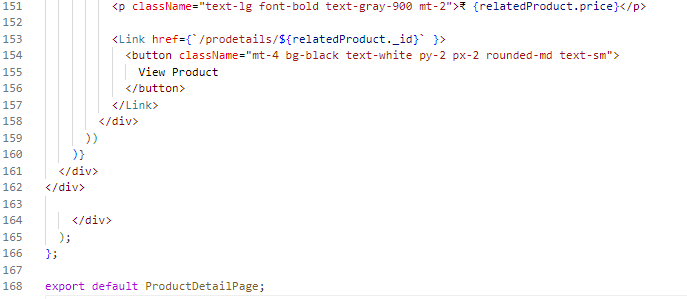 151 <p className="text-lg font-bold text-gray-900 mt-2">₹ {relatedProduct.price}</p>
152
153 <Link href={`/prodetails/${relatedProduct._id}` }>
154 <button className="mt-4 bg-black text-white py-2 px-2 rounded-md text-sm">
155 View Product
156 </button>
157 </Link>
158 </div>
159 ))
160 )}
161 </div>
162 </div>
163
164 </div>
165 );
166 };
167
168 export default ProductDetailPage;